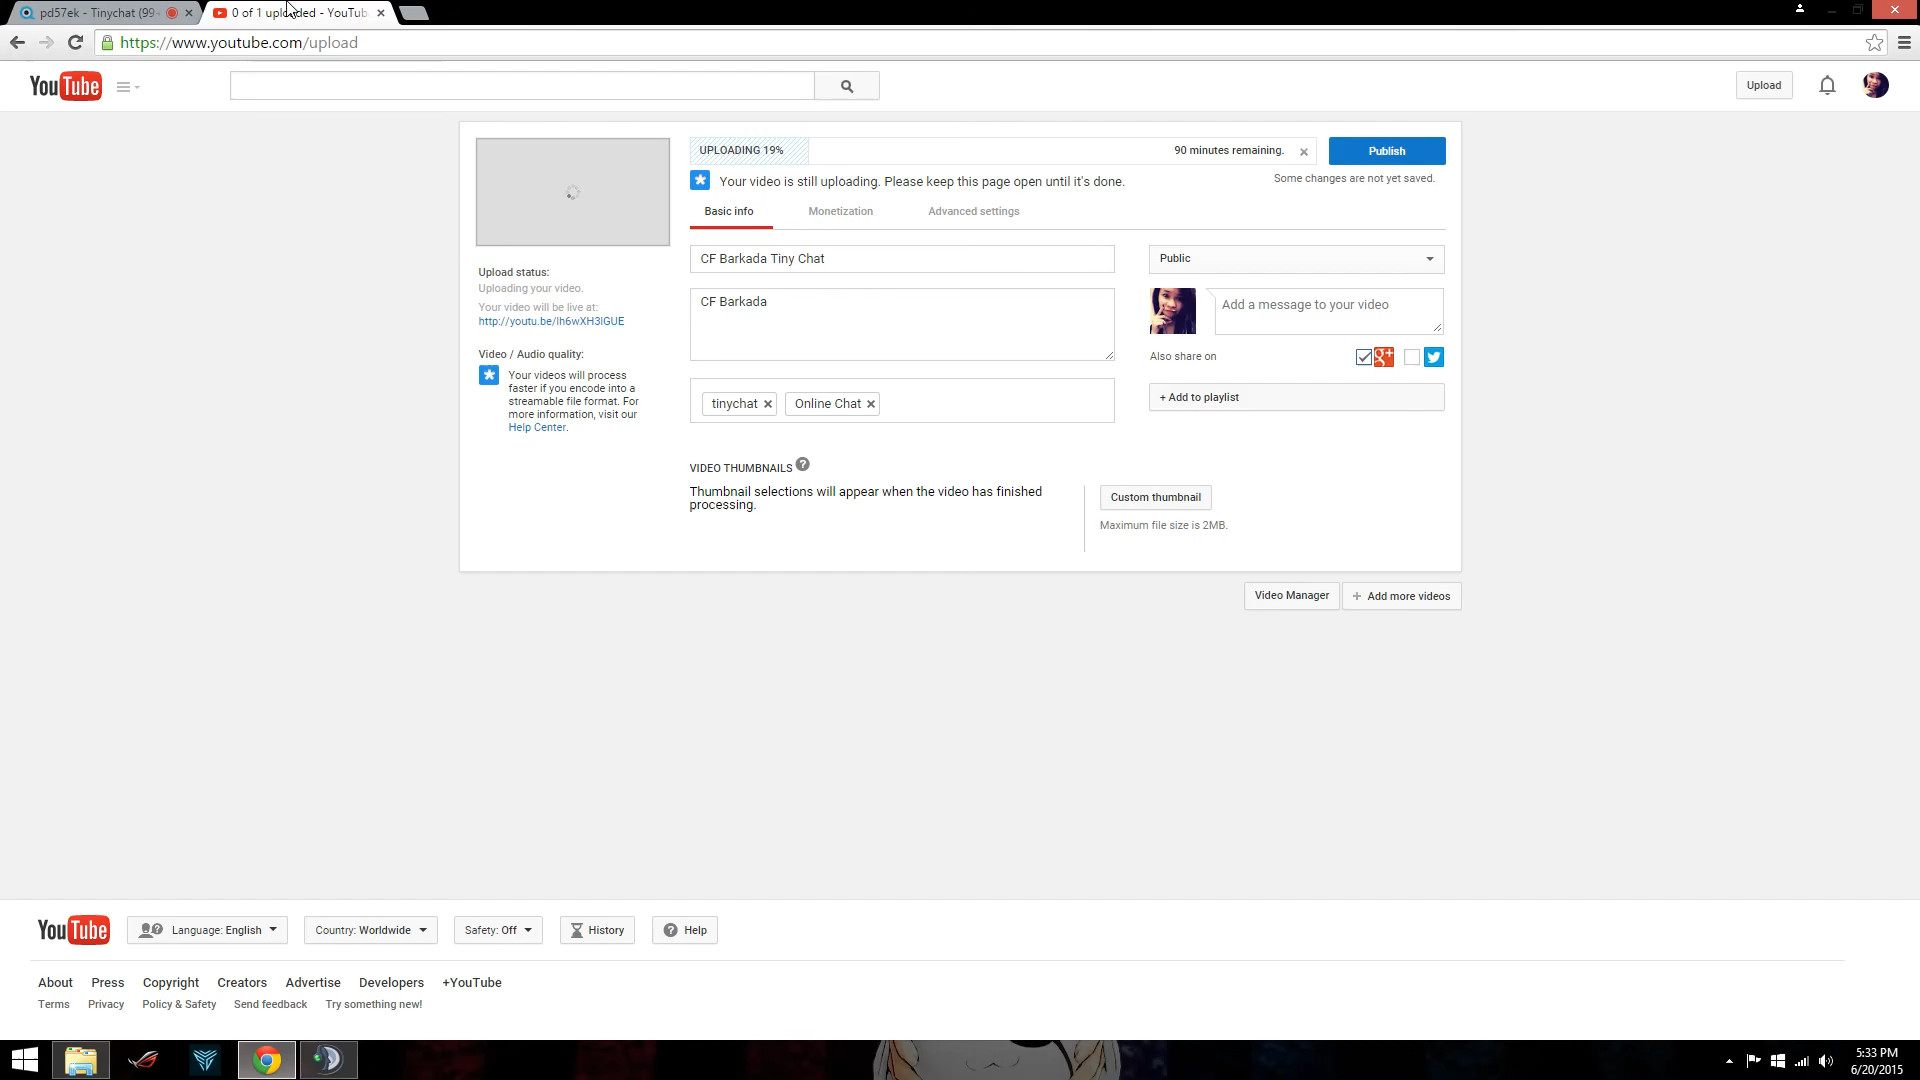 pd57ek - Tinychat (99
0 of 1 uploaded - YouTub
https://www.youtube.com/upload
YouTube
Upload
UPLOADING 19%
90 minutes remaining.
Publish
Your video is still uploading. Please keep this page open until it's done.
Some changes are not yet saved.
Basic info
Monetization
Advanced settings
CF Barkada Tiny Chat
Public
CF Barkada
Add a message to your video
Upload status:
Uploading your video.
Your video will be live at:
http://youtu.be/lh6wXH3IGUE
Also share on
Video / Audio quality:
Your videos will process
faster if you encode into a
streamable file format. For
more information, visit our
Help Center.
tinychat
Online Chat
+ Add to playlist
VIDEO THUMBNAILS
Thumbnail selections will appear when the video has finished
processing.
Custom thumbnail
Maximum file size is 2MB.
Video Manager
+ Add more videos
YouTube
Language: English
Country: Worldwide
Safety: Off
History
Help
About
Press
Copyright
Creators
Advertise
Developers
+YouTube
Terms
Privacy
Policy & Safety
Send feedback
Try something new!
5:33 PM
6/20/2015